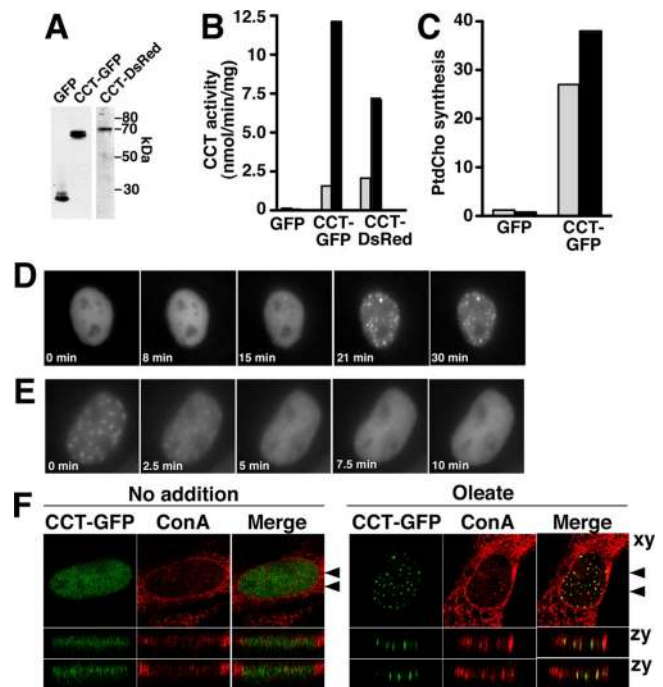 A
GFP
CCT-GFP
CCT-DsRed
80
70
50
30
kDa
B
CCT activity
(nmol/min/mg)
12.5
10
7.5
5.0
2.5
0
GFP CCT-GFP CCT-DsRed
C
PtdCho synthesis
40
30
20
10
0
GFP CCT-GFP
D
0 min 8 min 15 min 21 min 30 min
E
0 min 2.5 min 5 min 7.5 min 10 min
F
No addition Oleate
CCT-GFP ConA Merge CCT-GFP ConA Merge
xy
zy
zy